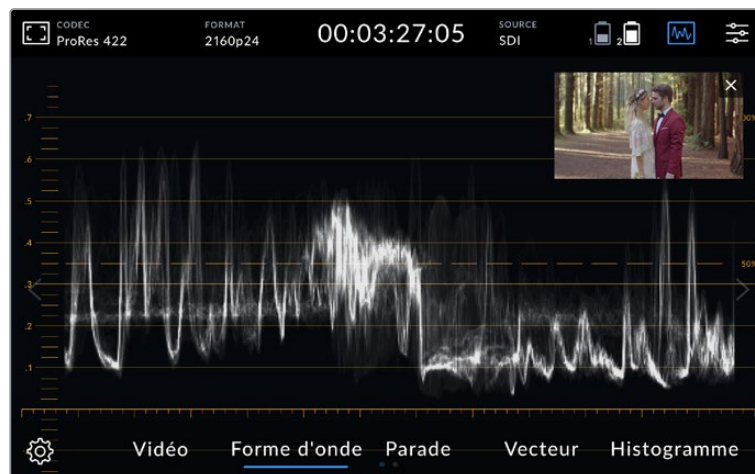 CODEC FORMAT SOURCE
ProRes 422 2160p24 00:03:27:05 SDI 1 2
.7
.6
.5
.4
50%
.3
.2
.1
Vidéo Forme d'onde Parade Vecteur Histogramme